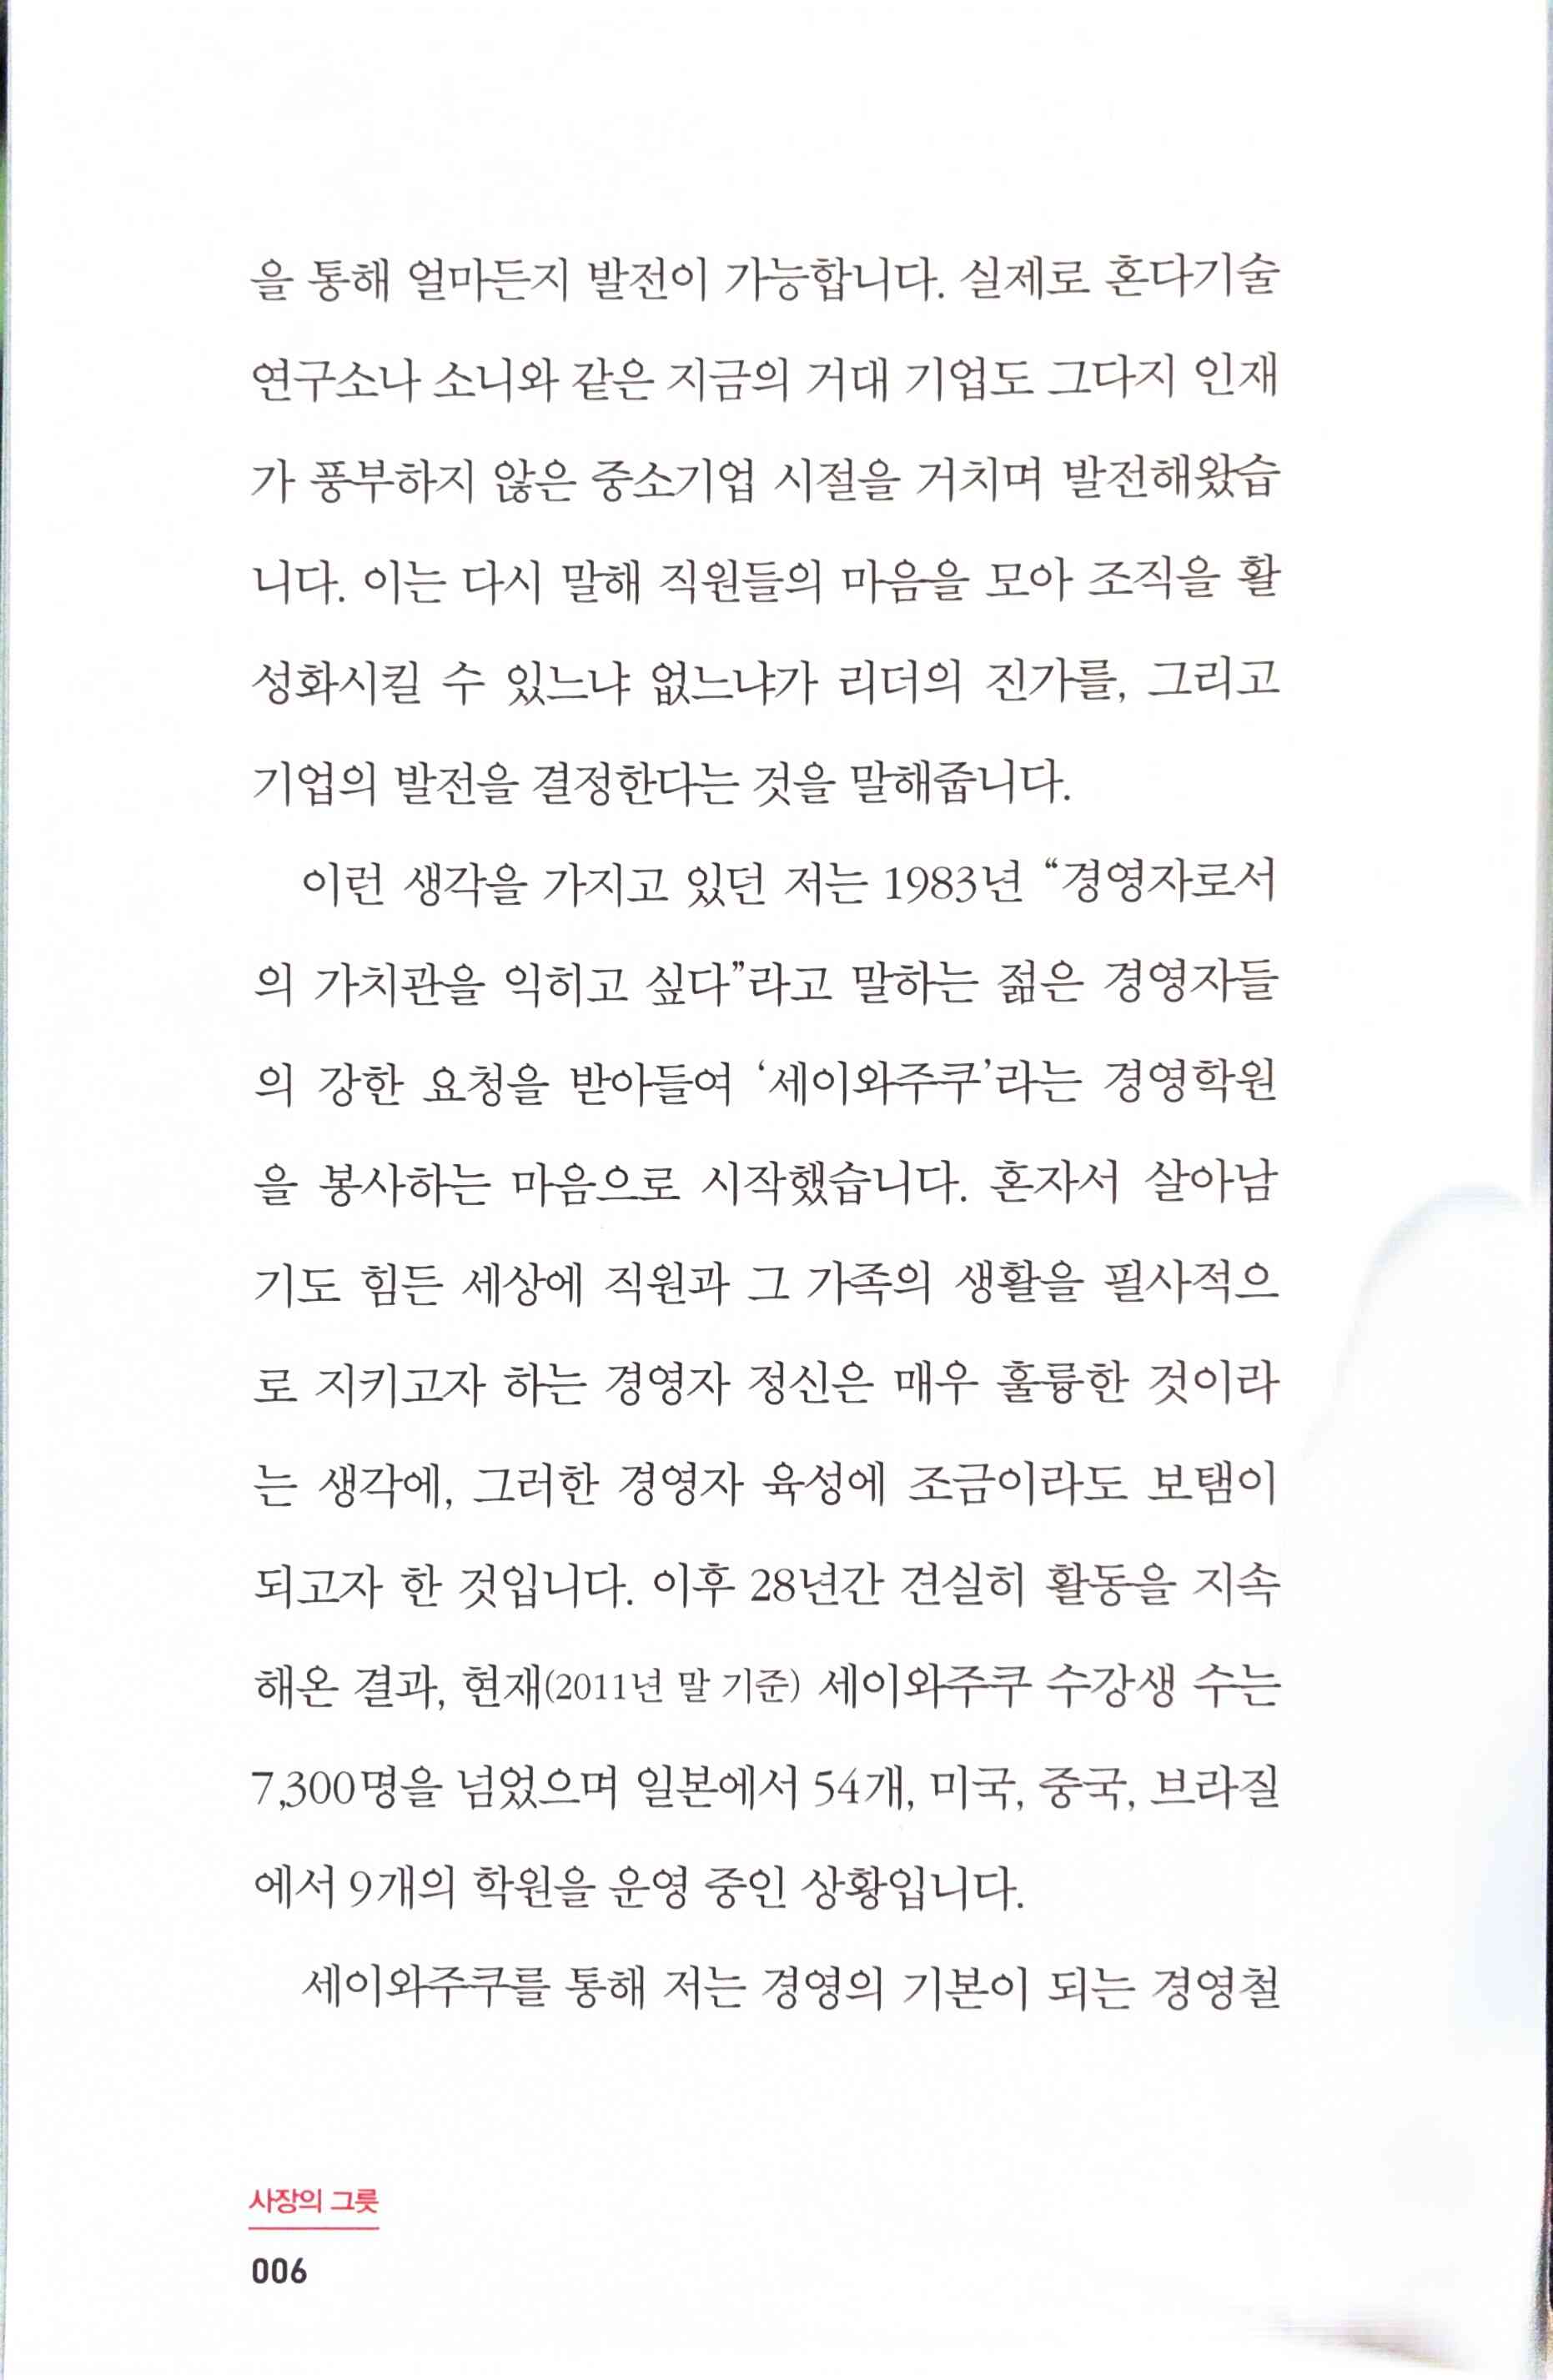 을 통해 얼마든지 발전이 가능합니다. 실제로 혼다기술
연구소나 소니와 같은 지금의 거대 기업도 그다지 인재
가 풍부하지 않은 중소기업 시절을 거치며 발전해왔습
니다. 이는 다시 말해 직원들의 마음을 모아 조직을 활
성화시킬 수 있느냐 없느냐가 리더의 진가를, 그리고
기업의 발전을 결정한다는 것을 말해줍니다.
이런 생각을 가지고 있던 저는 1983년 “경영자로서
의 가치관을 익히고 싶다”라고 말하는 젊은 경영자들
의 강한 요청을 받아들여 ‘세이와주쿠’라는 경영학원
을 봉사하는 마음으로 시작했습니다. 혼자서 살아남
기도 힘든 세상에 직원과 그 가족의 생활을 필사적으
로 지키고자 하는 경영자 정신은 매우 훌륭한 것이라
는 생각에, 그러한 경영자 육성에 조금이라도 보탬이
되고자 한 것입니다. 이후 28년간 견실히 활동을 지속
해온 결과, 현재(2011년 말 기준) 세이와주쿠 수강생 수는
7,300명을 넘었으며 일본에서 54개, 미국, 중국, 브라질
에서 9개의 학원을 운영 중인 상황입니다.
세이와주쿠를 통해 저는 경영의 기본이 되는 경영철
사장의 그릇
006